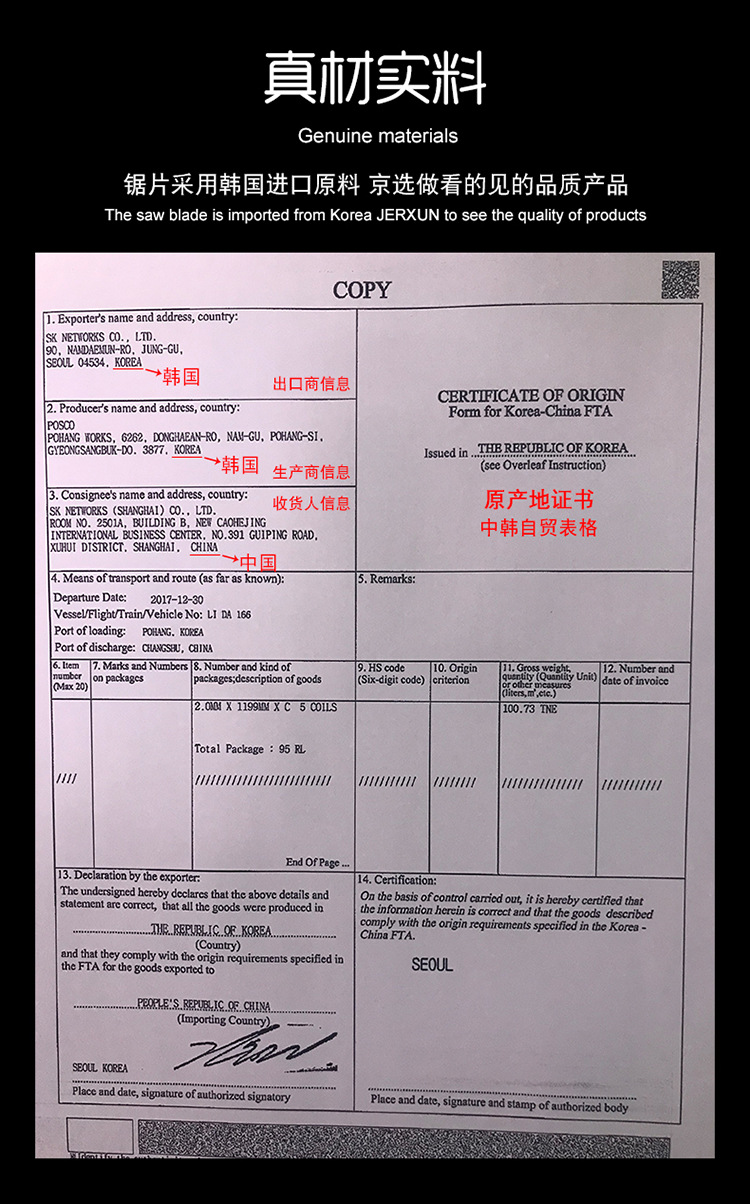 真材实料
Genuine materials
锯片采用韩国进口原料 京选做看的见的品质产品
The saw blade is imported from Korea JERXUN to see the quality of products
COPY
1. Exporter's name and address, country:
SK NETWORKS CO., LTD.
90, NAMDAEMUN-RO, JUNG-GU,
SEOUL 04534. KOREA
韩国
出口商信息
2. Producer's name and address, country:
POSCO
POHANG WORKS, 6262, DONGHAEAN-RO, NAM-GU, POHANG-SI,
GYEONGSANGBUK-DO. 3877, KOREA
韩国
生产商信息
3. Consignee's name and address, country:
收货人信息
SK NETWORKS (SHANGHAI) CO., LTD.
ROOM NO. 2501A, BUILDING B, NEW CAOHEJING
INTERNATIONAL BUSINESS CENTER, NO.391 GUIPING ROAD,
XUHUI DISTRICT. SHANGHAI, CHINA
中国
CERTIFICATE OF ORIGIN
Form for Korea-China FTA
Issued in ..THE REPUBLIC OF KOREA..
(see Overleaf Instruction)
原产地证书
中韩自贸表格
4. Means of transport and route (as far as known):
Departure Date: 2017-12-30
Vessel/Flight/Train/Vehicle No: LI DA 166
Port of loading: POHANG, KOREA
Port of discharge: CHANGSHU, CHINA
5. Remarks:
6. Item
number
(Max 20)
7. Marks and Numbers
on packages
8. Number and kind of
packages;description of goods
9. HS code
(Six-digit code)
10. Origin
criterion
11. Gross weight,
quantity (Quantity Unit)
or other measures
(liters,㎥,etc.)
12. Number and
date of invoice
2.0MM X 1199MM X C 5 COILS
100.73 TNE
Total Package : 95 RL
//// ///////////////////////// /////////// //////// /////////////// ///////////
End Of Page ...
13. Declaration by the exporter:
The undersigned hereby declares that the above details and
statement are correct, that all the goods were produced in
THE REPUBLIC OF KOREA
(Country)
and that they comply with the origin requirements specified in
the FTA for the goods exported to
PEOPLE'S REPUBLIC OF CHINA
(Importing Country)
SEOUL KOREA
Place and date, signature of authorized signatory
14. Certification:
On the basis of control carried out, it is hereby certified that
the information herein is correct and that the goods described
comply with the origin requirements specified in the Korea -
China FTA.
SEOUL
Place and date, signature and stamp of authorized body